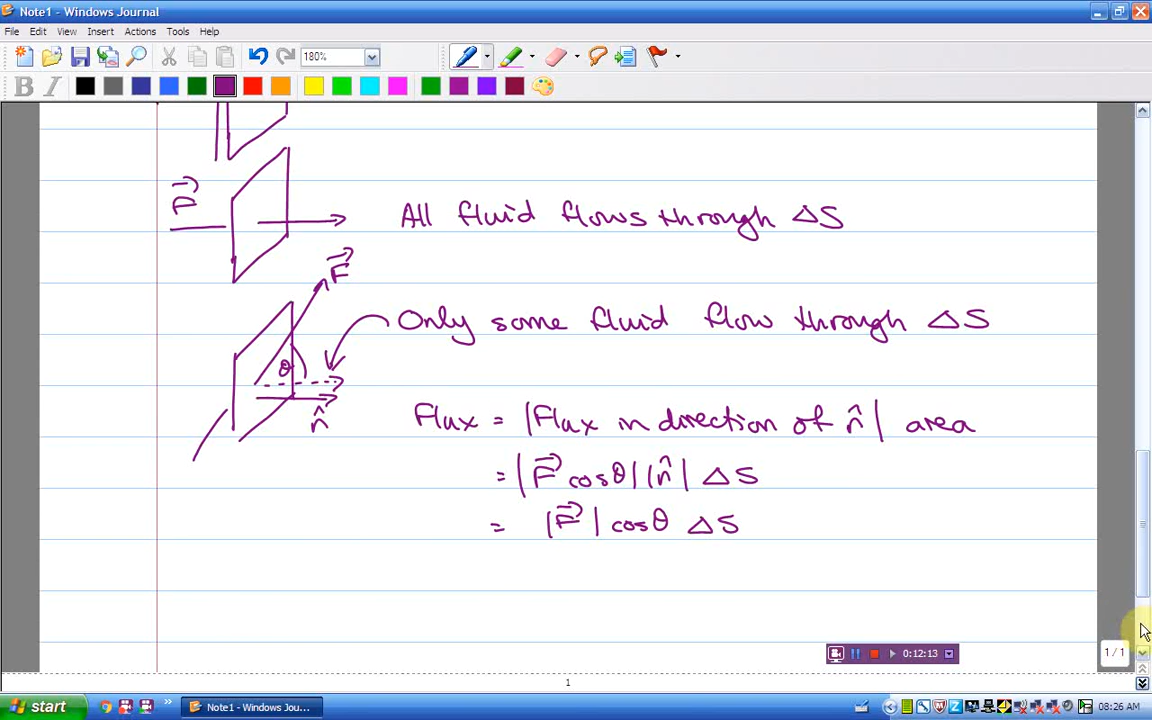 Note1 - Windows Journal
File Edit View Insert Actions Tools Help
180%
B I
F⃗
All fluid flows through ΔS
F⃗
Only some fluid flow through ΔS
θ
n̂
Flux = |Flux in direction of n̂| area
= |F⃗ cosθ| |n̂| ΔS
= |F⃗| cosθ ΔS
0:12:13
1 / 1
1
start
Note1 - Windows Jou...
08:26 AM